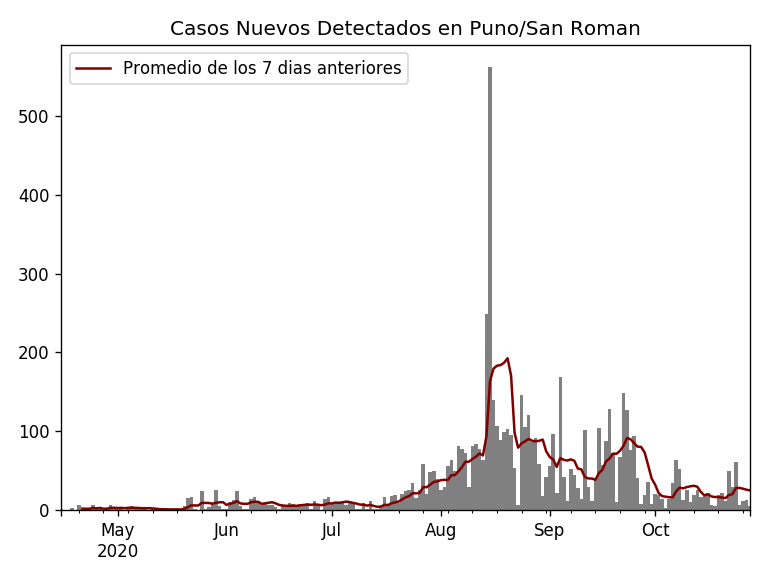 Casos Nuevos Detectados en Puno/San Roman
Promedio de los 7 dias anteriores
500
400
300
200
100
0
May Jun Jul Aug Sep Oct
2020